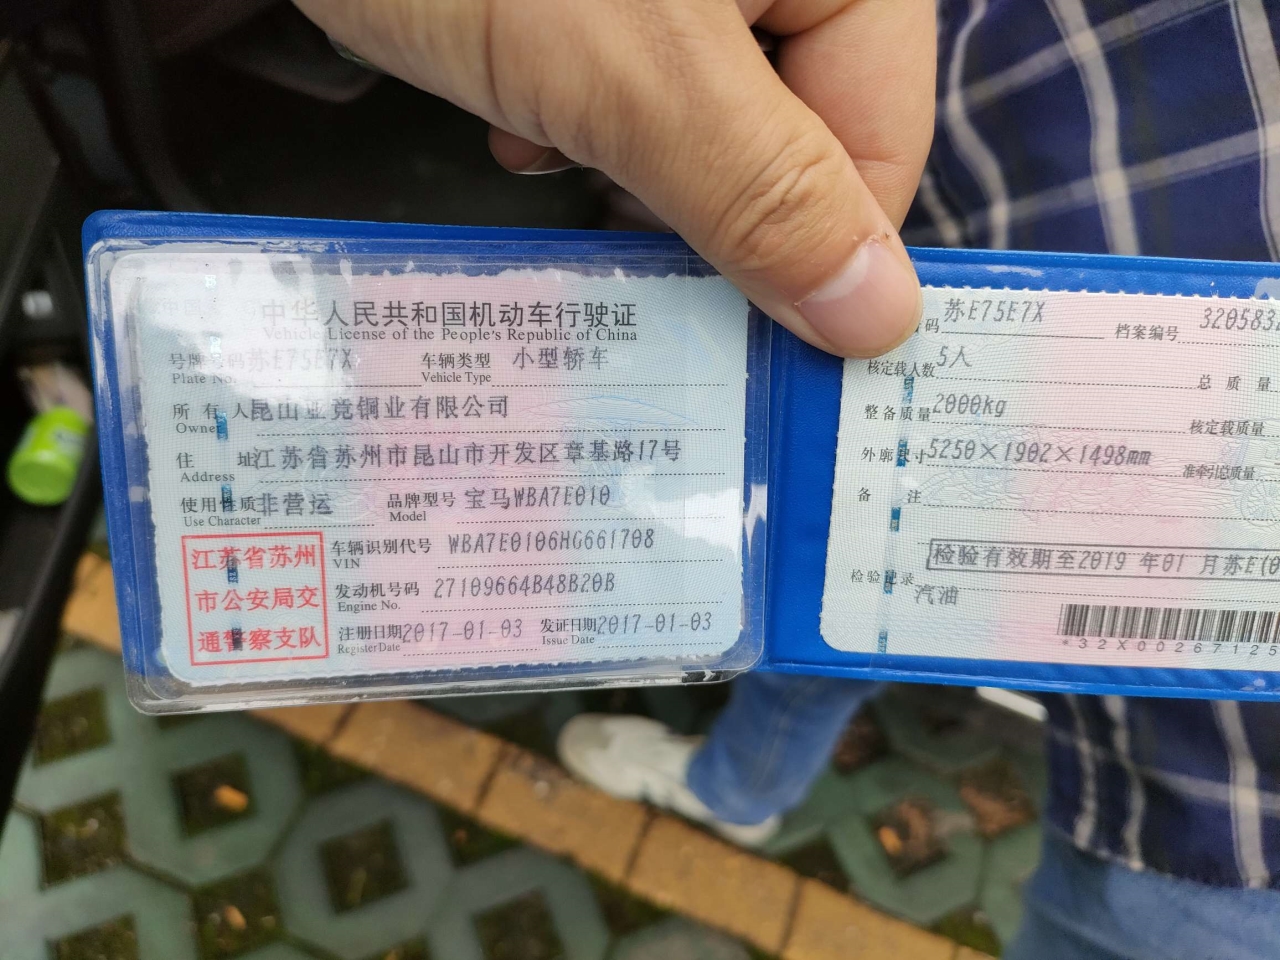 中华人民共和国机动车行驶证
Vehicle License of the People's Republic of China
号牌号码 苏E75E7X 车辆类型 小型轿车
Plate No. Vehicle Type
所有人 昆山亚竞铜业有限公司
Owner
住址 江苏省苏州市昆山市开发区章基路17号
Address
使用性质 非营运 品牌型号 宝马WBA7E010
Use Character Model
江苏省苏州
市公安局交
通警察支队
车辆识别代号 WBA7E0106HG661708
VIN
发动机号码 27109664B48B20B
Engine No.
注册日期 2017-01-03 发证日期 2017-01-03
Register Date Issue Date
码 苏E75E7X 档案编号 320583
核定载人数 5人 总质量
整备质量 2000kg 核定载质量
外廓尺寸 5250×1902×1498mm 准牵引总质量
备注
检验有效期至2019年01月苏E(0
检验记录
汽油
*32X00267125